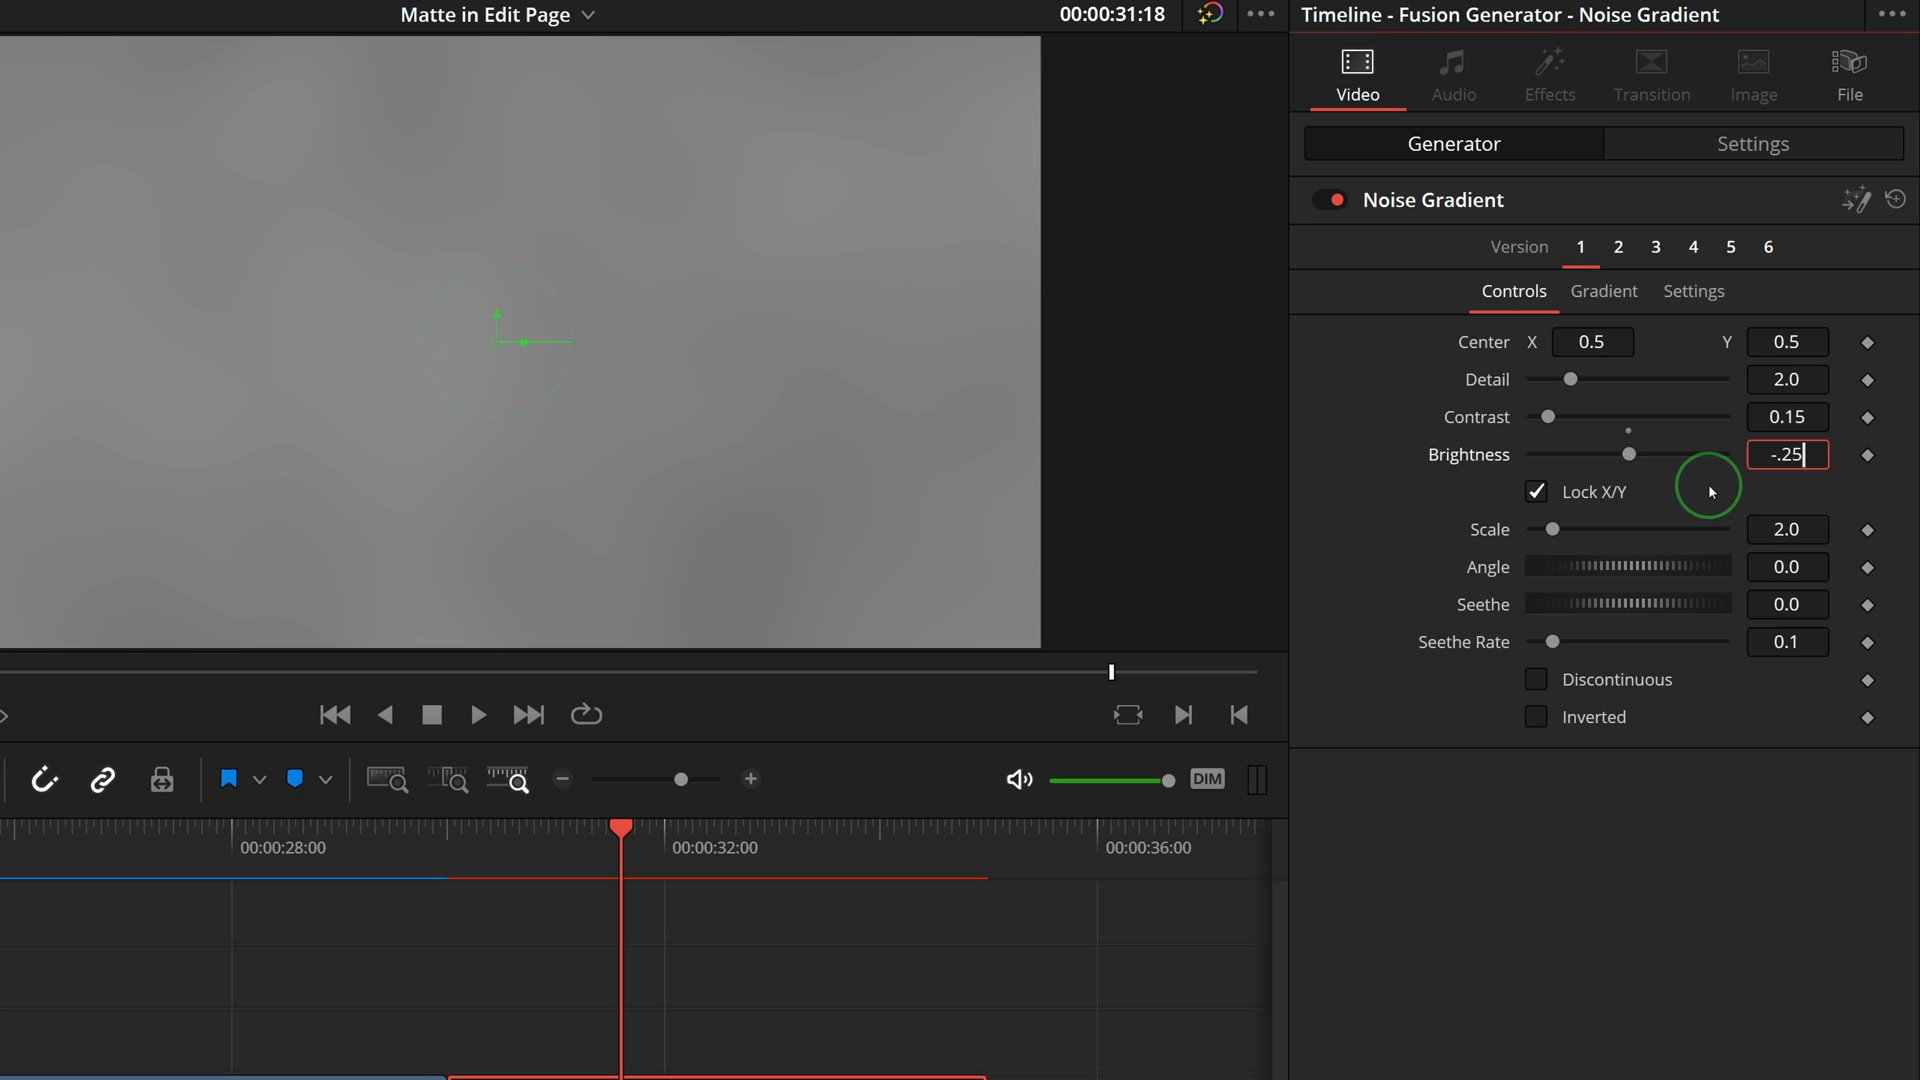 Matte in Edit Page
00:00:31:18
Timeline - Fusion Generator - Noise Gradient
Video
Audio
Effects
Transition
Image
File
Generator
Settings
Noise Gradient
Version 1 2 3 4 5 6
Controls Gradient Settings
Center X 0.5 Y 0.5
Detail 2.0
Contrast 0.15
Brightness -.25
Lock X/Y
Scale 2.0
Angle 0.0
Seethe 0.0
Seethe Rate 0.1
Discontinuous
Inverted
DIM
00:00:28:00
00:00:32:00
00:00:36:00